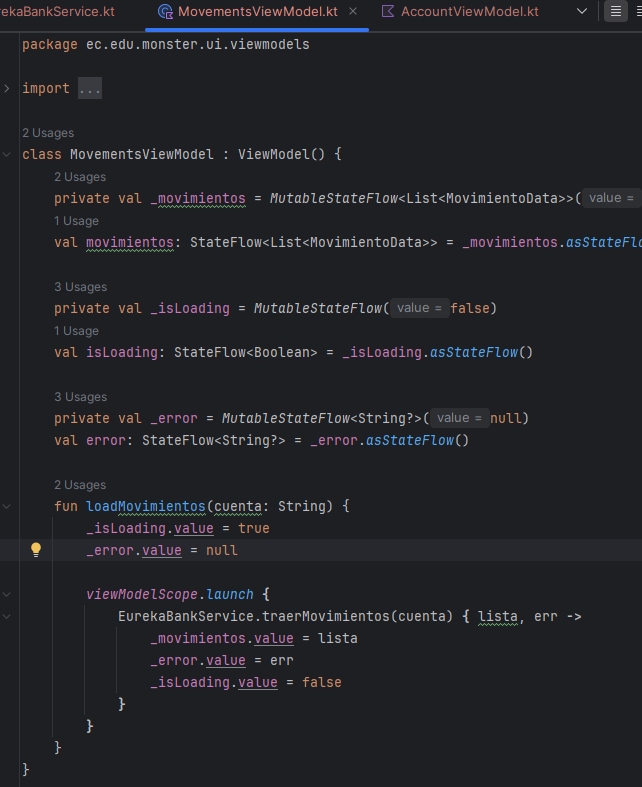 ekaBankService.kt MovementsViewModel.kt AccountViewModel.kt
package ec.edu.monster.ui.viewmodels
import ...
2 Usages
class MovementsViewModel : ViewModel() {
2 Usages
private val _movimientos = MutableStateFlow<List<MovimientoData>>( value =
1 Usage
val movimientos: StateFlow<List<MovimientoData>> = _movimientos.asStateFlo
3 Usages
private val _isLoading = MutableStateFlow( value = false)
1 Usage
val isLoading: StateFlow<Boolean> = _isLoading.asStateFlow()
3 Usages
private val _error = MutableStateFlow<String?>( value = null)
val error: StateFlow<String?> = _error.asStateFlow()
2 Usages
fun loadMovimientos(cuenta: String) {
_isLoading.value = true
_error.value = null
viewModelScope.launch {
EurekaBankService.traerMovimientos(cuenta) { lista, err ->
_movimientos.value = lista
_error.value = err
_isLoading.value = false
}
}
}
}